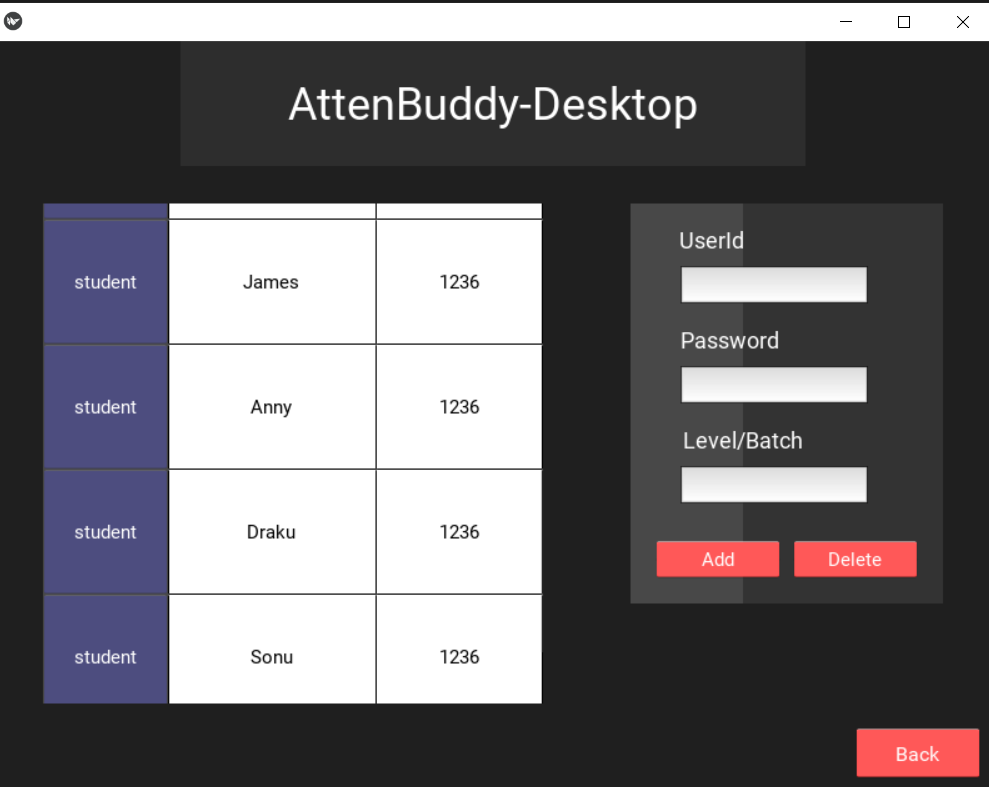 AttenBuddy-Desktop
student James 1236
student Anny 1236
student Draku 1236
student Sonu 1236
UserId
Password
Level/Batch
Add Delete
Back